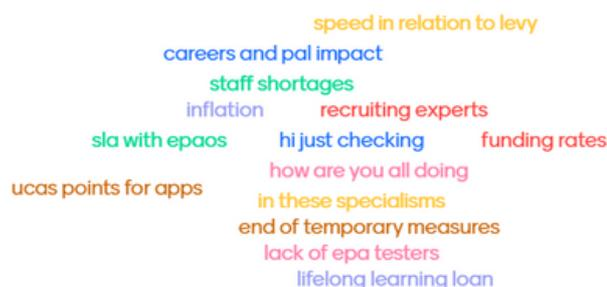 speed in relation to levy
careers and pal impact
staff shortages
inflation
recruiting experts
sla with epaos
hi just checking
funding rates
how are you all doing
ucas points for apps
in these specialisms
end of temporary measures
lack of epa testers
lifelong learning loan